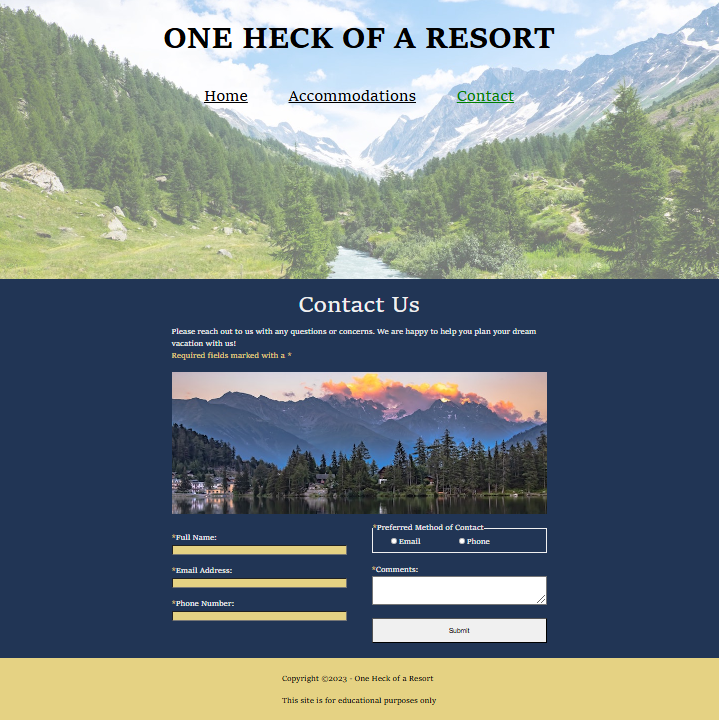 ONE HECK OF A RESORT
Home Accommodations Contact
Contact Us
Please reach out to us with any questions or concerns. We are happy to help you plan your dream
vacation with us!
Required fields marked with a *
*Full Name:
*Email Address:
*Phone Number:
*Preferred Method of Contact
Email Phone
*Comments:
Submit
Copyright ©2023 - One Heck of a Resort
This site is for educational purposes only